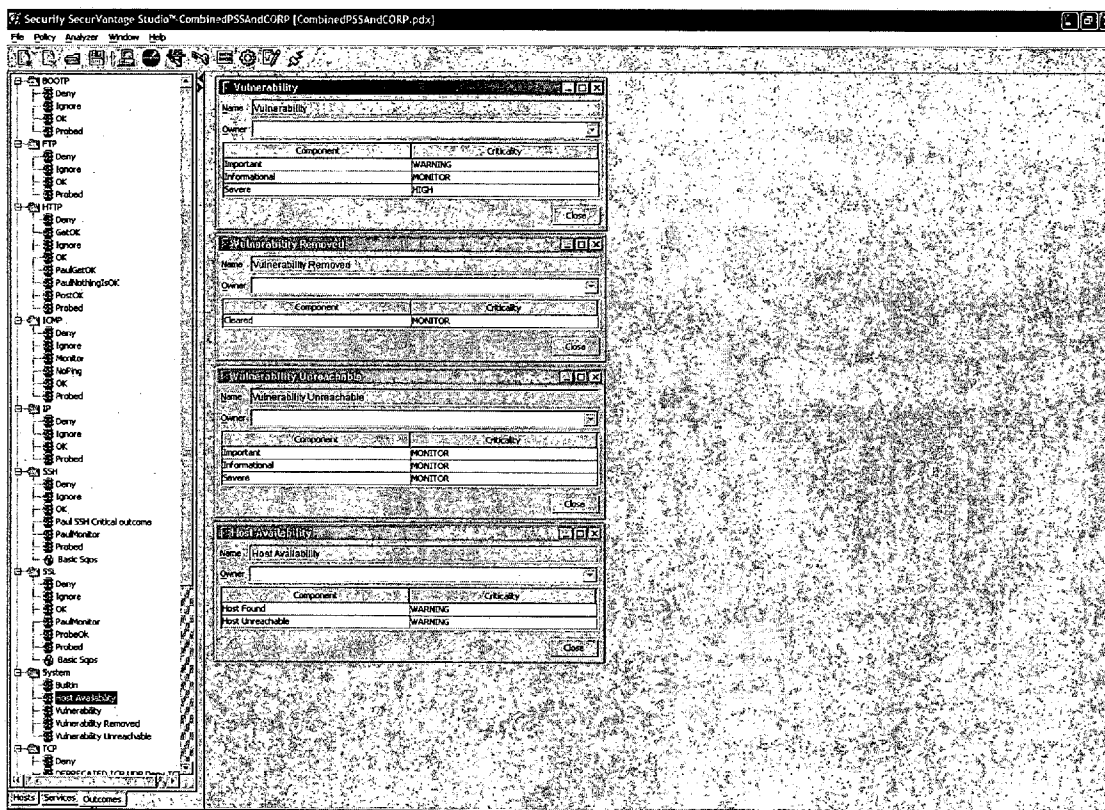 Securify SecurVantage Studio™-CombinedPSSAndCORP [CombinedPSSAndCORP.pdx]
File Policy Analyzer Window Help
BOOTP
Deny
Ignore
OK
Probed
FTP
Deny
Ignore
OK
Probed
HTTP
Deny
GetOK
Ignore
OK
PaulGetOK
PaulNothingIsOK
PostOK
Probed
ICMP
Deny
Ignore
Monitor
NoPing
OK
Probed
IP
Deny
Ignore
OK
Probed
SSH
Deny
Ignore
OK
Paul SSH Critical outcome
PaulMonitor
Probed
Basic Sqos
SSL
Deny
Ignore
OK
PaulMonitor
ProbeOk
Probed
Basic Sqos
System
BuiltIn
Host Availability
Vulnerability
Vulnerability Removed
Vulnerability Unreachable
TCP
Deny
Hosts Services Outcomes
Vulnerability
Name Vulnerability
Owner
Component Criticality
Important WARNING
Informational MONITOR
Severe HIGH
Close
Vulnerability Removed
Name Vulnerability Removed
Owner
Component Criticality
Cleared MONITOR
Close
Vulnerability Unreachable
Name Vulnerability Unreachable
Owner
Component Criticality
Important MONITOR
Informational MONITOR
Severe MONITOR
Close
Host Availability
Name Host Availability
Owner
Component Criticality
Host Found WARNING
Host Unreachable WARNING
Close